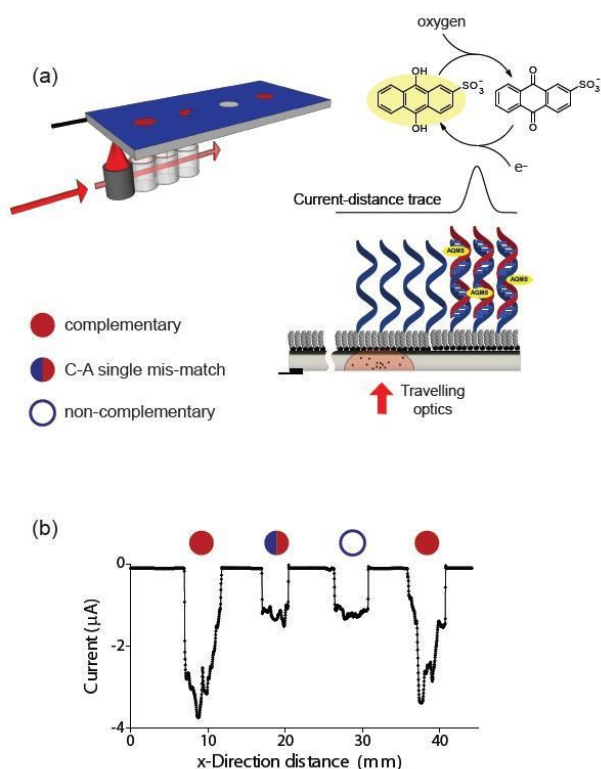 (a)
oxygen
OH
SO₃⁻
OH
O
SO₃⁻
O
e-
Current-distance trace
AQMS
AQMS
AQMS
complementary
C-A single mis-match
non-complementary
Travelling
optics
(b)
0
-2
-4
Current (μA)
0 10 20 30 40
x-Direction distance (mm)